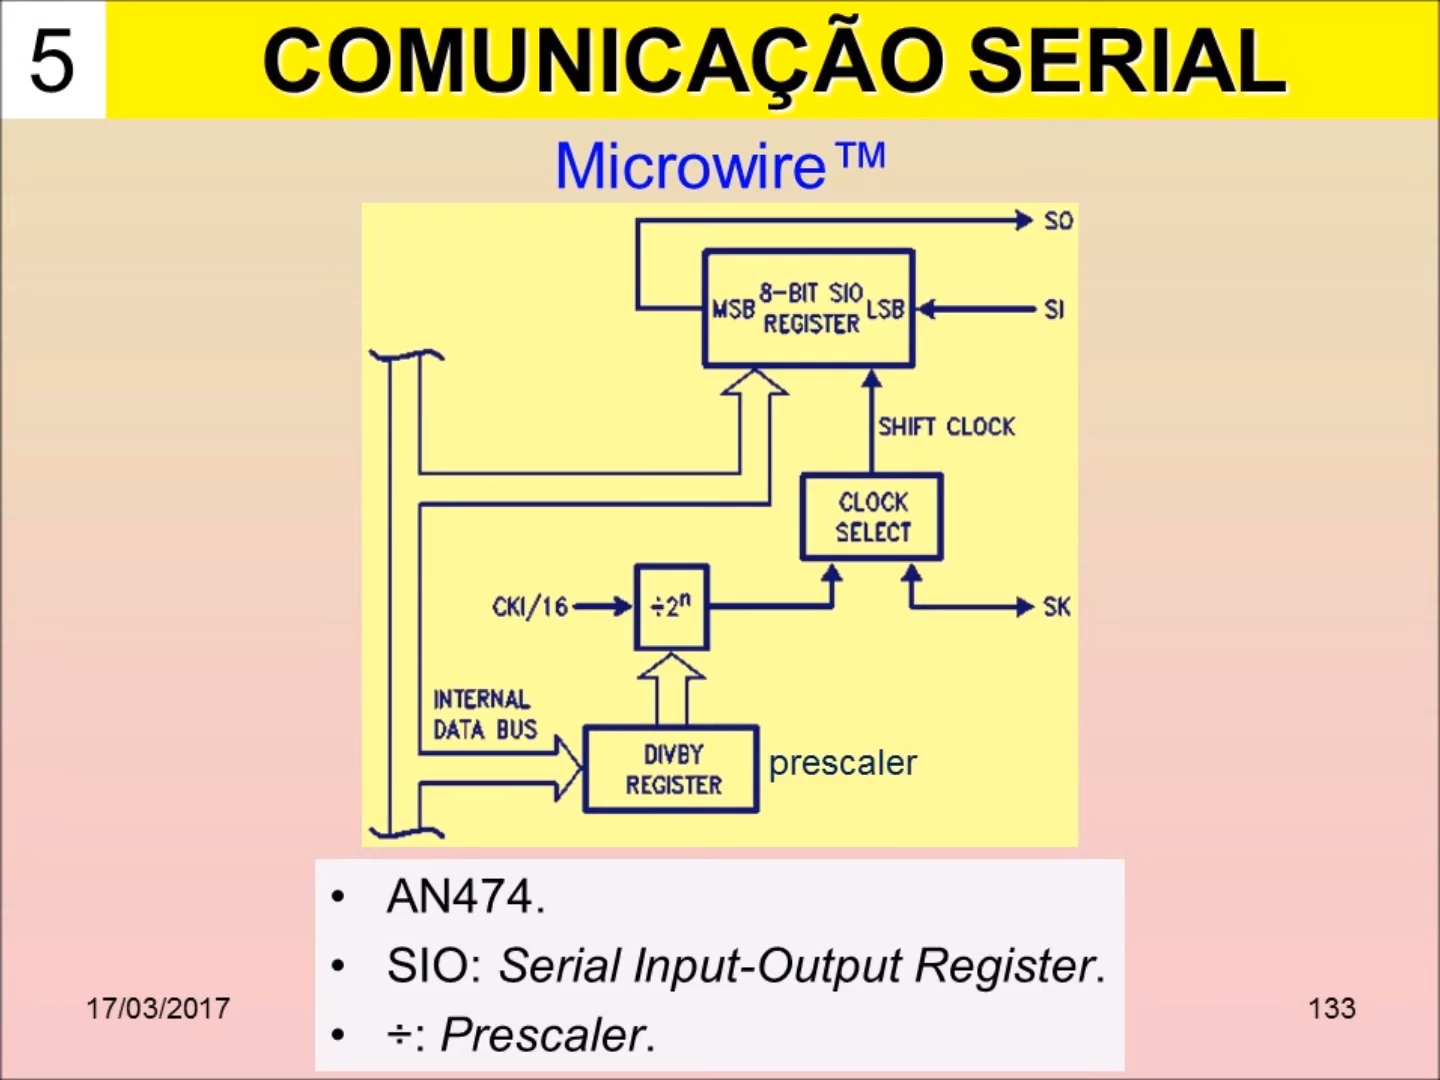 5
COMUNICAÇÃO SERIAL
Microwire™
SO
8-BIT SIO
MSB
LSB
REGISTER
SI
SHIFT CLOCK
CLOCK
SELECT
CKI/16
÷2ⁿ
SK
INTERNAL
DATA BUS
DIVBY
REGISTER
prescaler
• AN474.
• SIO: Serial Input-Output Register.
• ÷: Prescaler.
17/03/2017
133